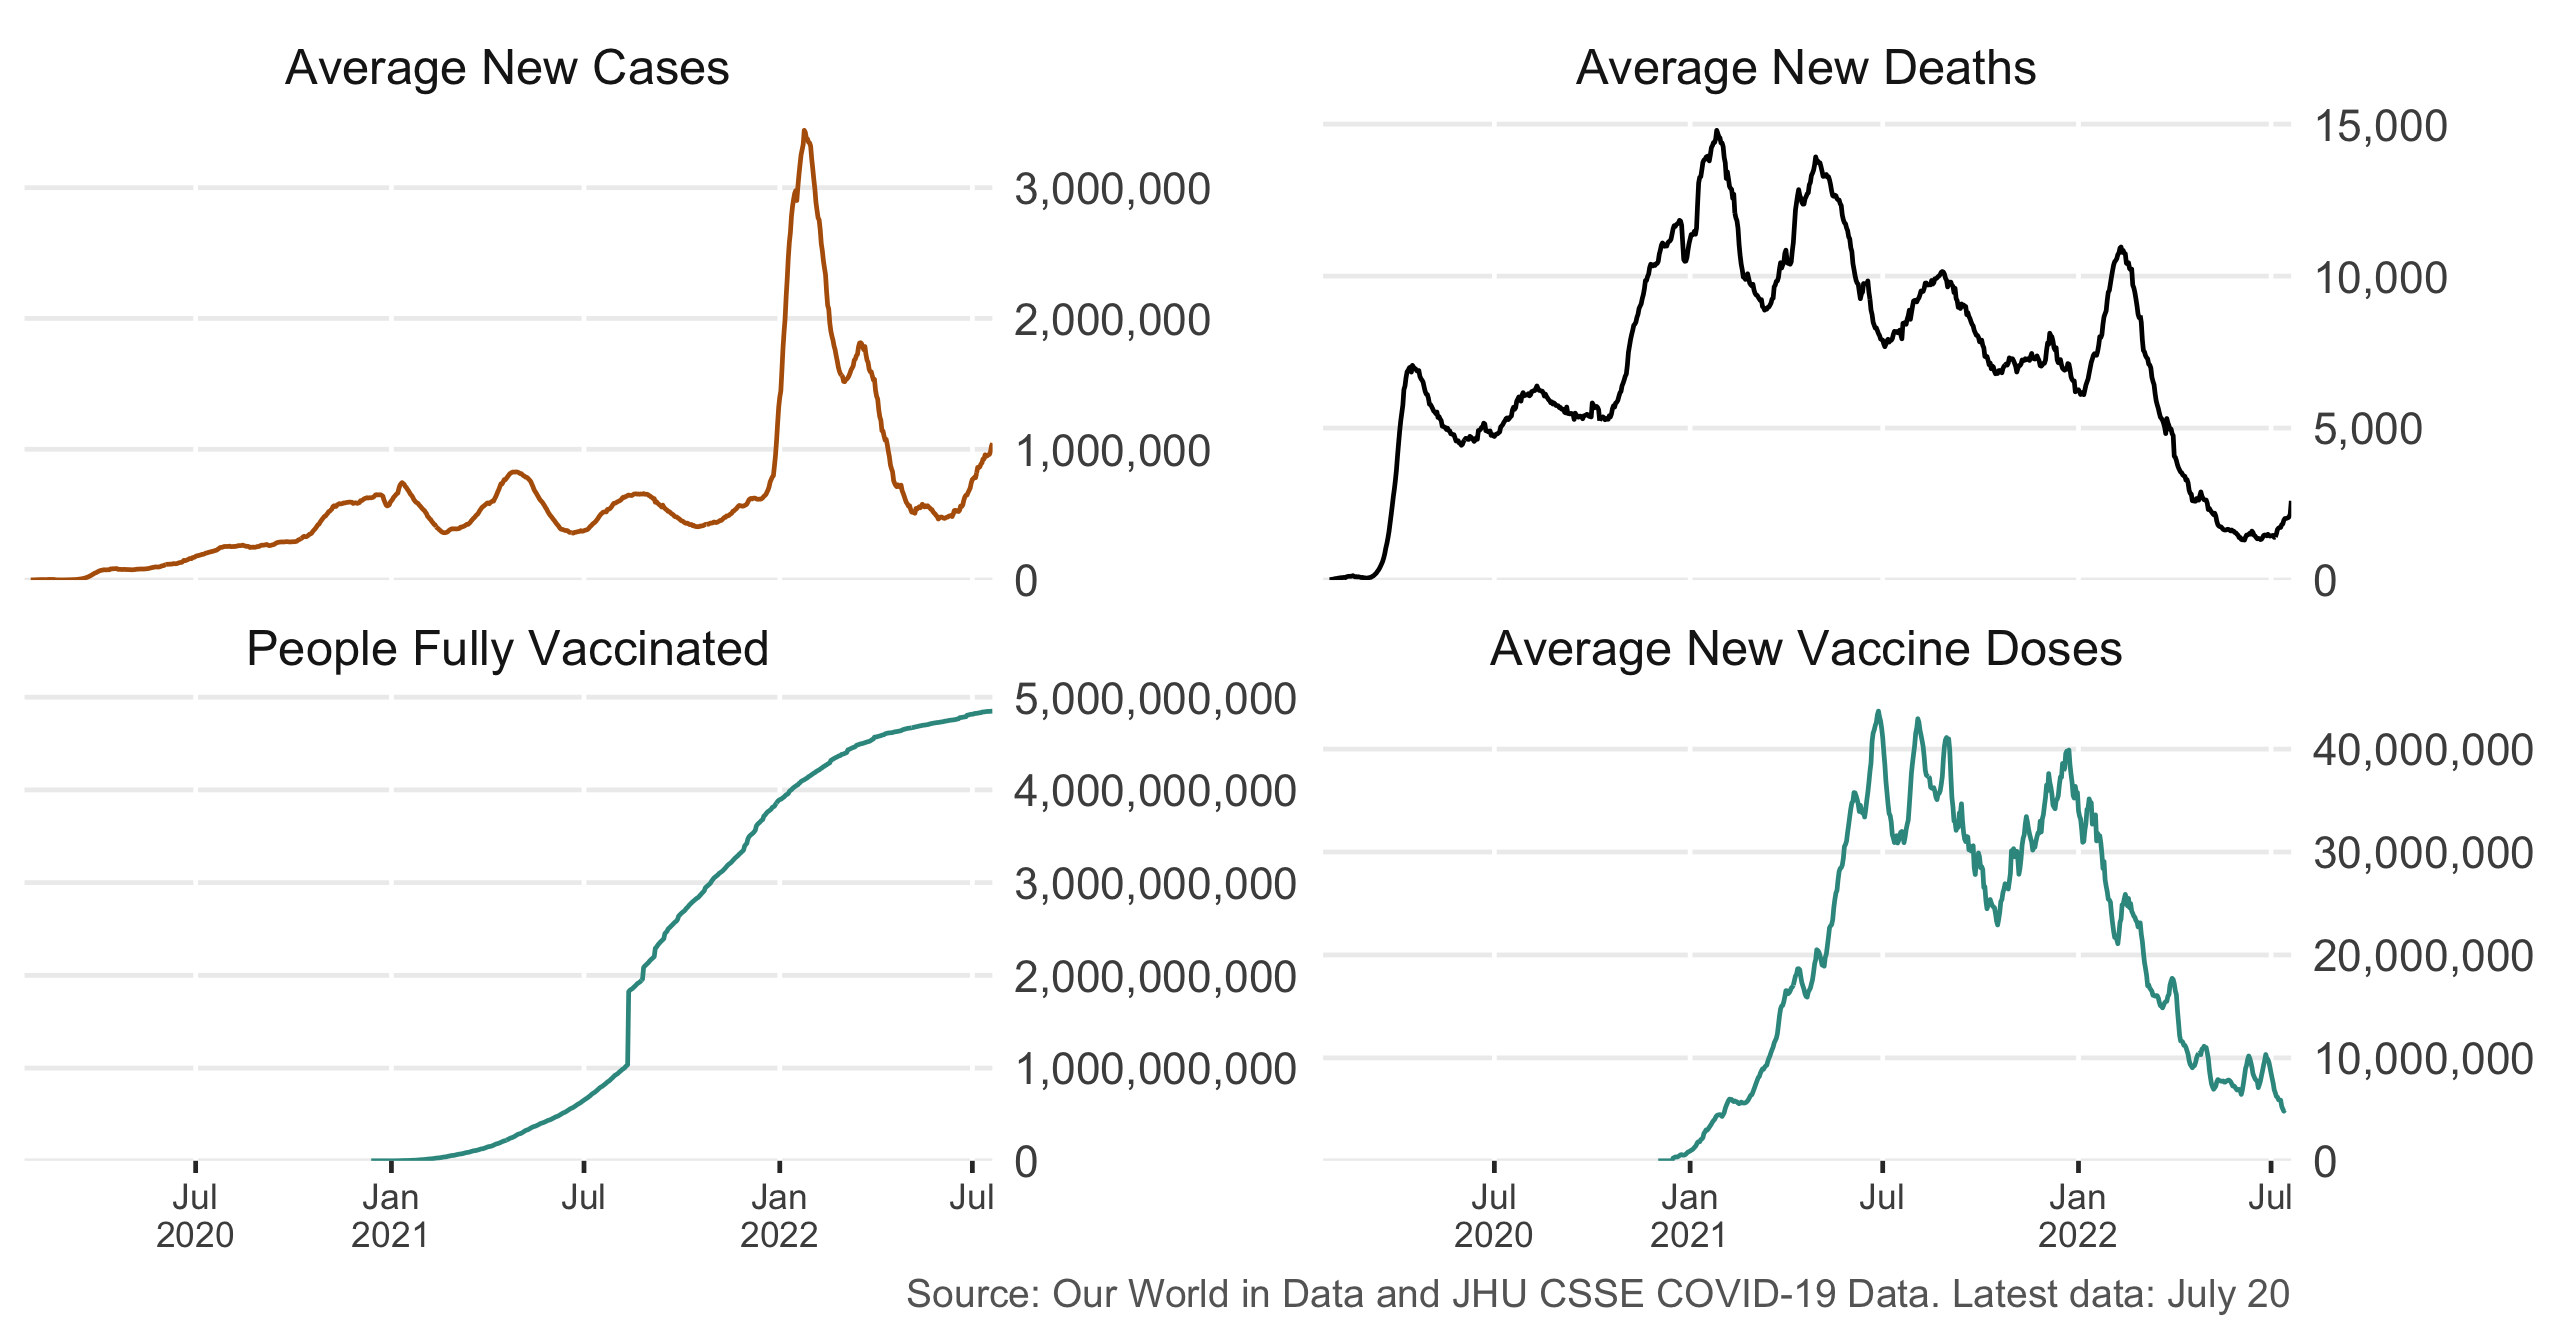 Average New Cases
3,000,000
2,000,000
1,000,000
0
Average New Deaths
15,000
10,000
5,000
0
People Fully Vaccinated
5,000,000,000
4,000,000,000
3,000,000,000
2,000,000,000
1,000,000,000
0
Jul Jan Jul Jan Jul
2020 2021 2022
Average New Vaccine Doses
40,000,000
30,000,000
20,000,000
10,000,000
0
Jul Jan Jul Jan Jul
2020 2021 2022
Source: Our World in Data and JHU CSSE COVID-19 Data. Latest data: July 20